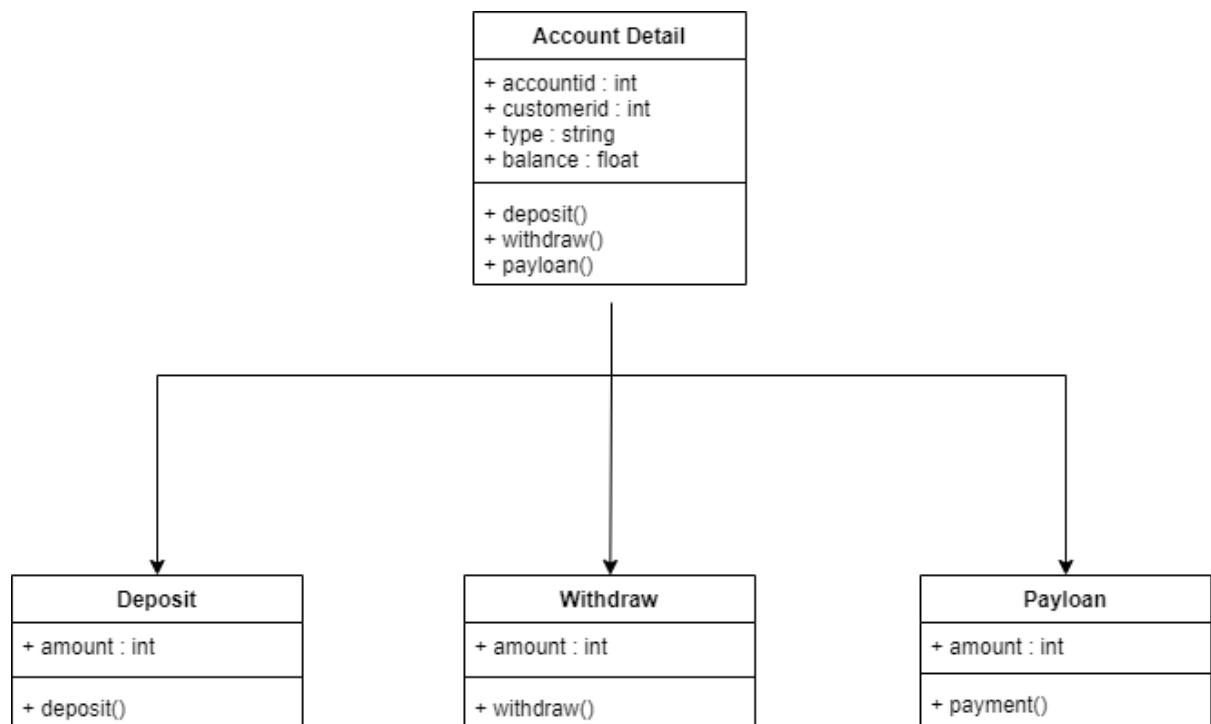 Account Detail
+ accountid : int
+ customerid : int
+ type : string
+ balance : float
+ deposit()
+ withdraw()
+ payloan()
Deposit
+ amount : int
+ deposit()
Withdraw
+ amount : int
+ withdraw()
Payloan
+ amount : int
+ payment()